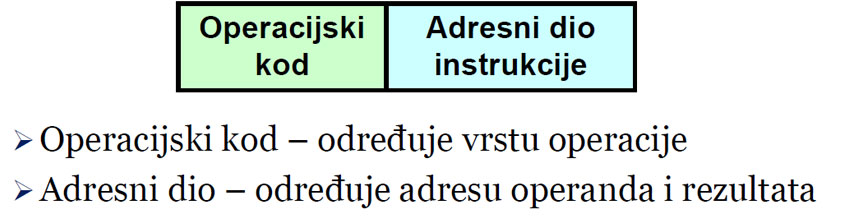 Operacijski kod
Adresni dio instrukcije
➢ Operacijski kod – određuje vrstu operacije
➢ Adresni dio – određuje adresu operanda i rezultata